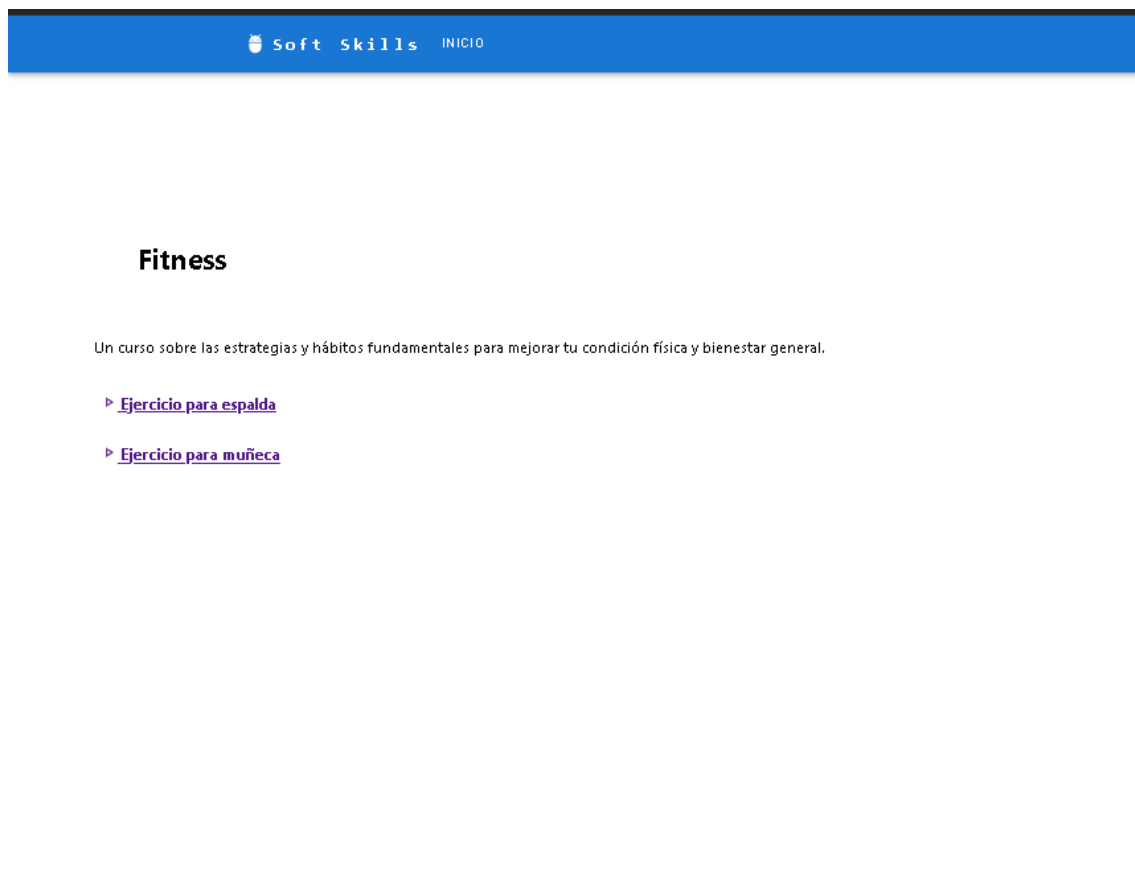 Soft Skills INICIO
Fitness
Un curso sobre las estrategias y hábitos fundamentales para mejorar tu condición física y bienestar general.
Ejercicio para espalda
Ejercicio para muñeca